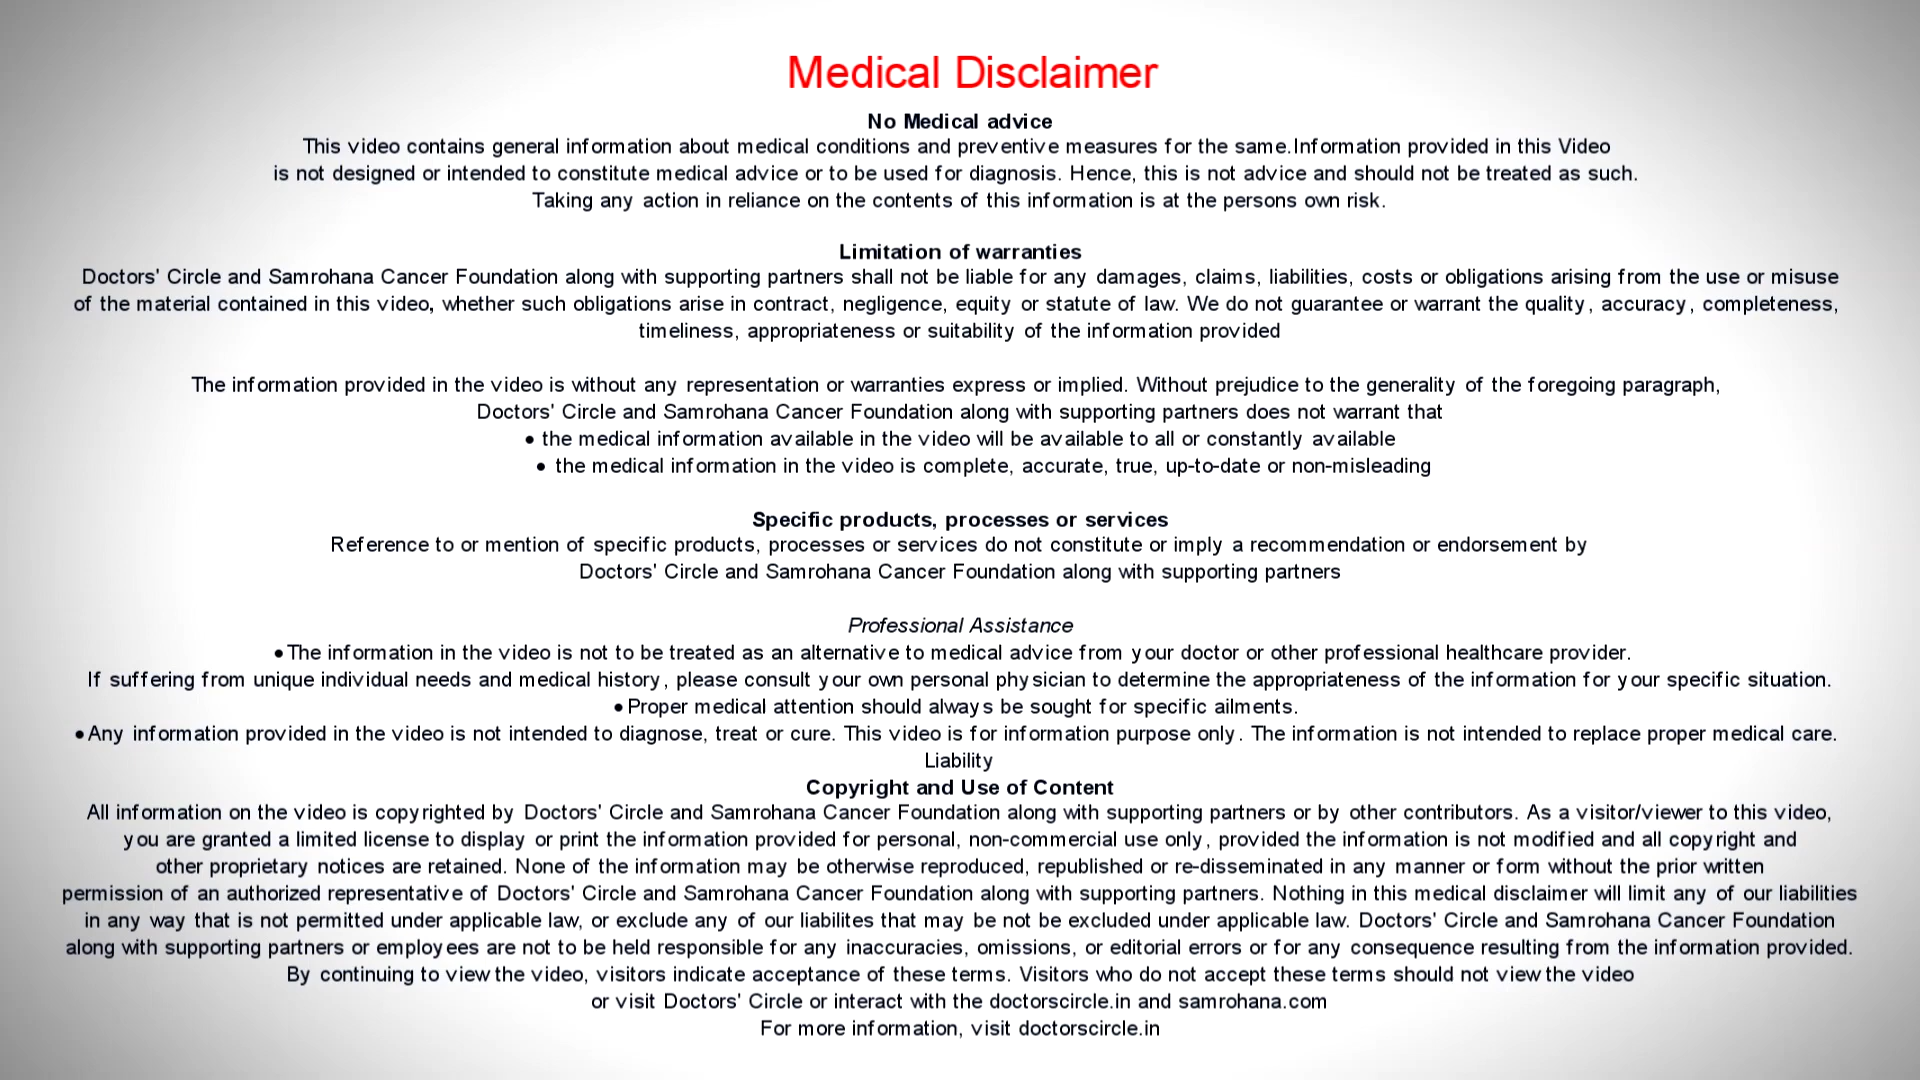 Medical Disclaimer
No Medical advice
This video contains general information about medical conditions and preventive measures for the same.Information provided in this Video
is not designed or intended to constitute medical advice or to be used for diagnosis. Hence, this is not advice and should not be treated as such.
Taking any action in reliance on the contents of this information is at the persons own risk.
Limitation of warranties
Doctors' Circle and Samrohana Cancer Foundation along with supporting partners shall not be liable for any damages, claims, liabilities, costs or obligations arising from the use or misuse
of the material contained in this video, whether such obligations arise in contract, negligence, equity or statute of law. We do not guarantee or warrant the quality, accuracy, completeness,
timeliness, appropriateness or suitability of the information provided
The information provided in the video is without any representation or warranties express or implied. Without prejudice to the generality of the foregoing paragraph,
Doctors' Circle and Samrohana Cancer Foundation along with supporting partners does not warrant that
• the medical information available in the video will be available to all or constantly available
• the medical information in the video is complete, accurate, true, up-to-date or non-misleading
Specific products, processes or services
Reference to or mention of specific products, processes or services do not constitute or imply a recommendation or endorsement by
Doctors' Circle and Samrohana Cancer Foundation along with supporting partners
Professional Assistance
•The information in the video is not to be treated as an alternative to medical advice from your doctor or other professional healthcare provider.
If suffering from unique individual needs and medical history, please consult your own personal physician to determine the appropriateness of the information for your specific situation.
•Proper medical attention should always be sought for specific ailments.
•Any information provided in the video is not intended to diagnose, treat or cure. This video is for information purpose only. The information is not intended to replace proper medical care.
Liability
Copyright and Use of Content
All information on the video is copyrighted by Doctors' Circle and Samrohana Cancer Foundation along with supporting partners or by other contributors. As a visitor/viewer to this video,
you are granted a limited license to display or print the information provided for personal, non-commercial use only, provided the information is not modified and all copyright and
other proprietary notices are retained. None of the information may be otherwise reproduced, republished or re-disseminated in any manner or form without the prior written
permission of an authorized representative of Doctors' Circle and Samrohana Cancer Foundation along with supporting partners. Nothing in this medical disclaimer will limit any of our liabilities
in any way that is not permitted under applicable law, or exclude any of our liabilites that may be not be excluded under applicable law. Doctors' Circle and Samrohana Cancer Foundation
along with supporting partners or employees are not to be held responsible for any inaccuracies, omissions, or editorial errors or for any consequence resulting from the information provided.
By continuing to view the video, visitors indicate acceptance of these terms. Visitors who do not accept these terms should not view the video
or visit Doctors' Circle or interact with the doctorscircle.in and samrohana.com
For more information, visit doctorscircle.in